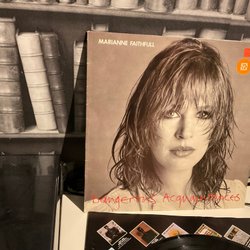 MARIANNE FAITHFULL
Dangerous Acquaintances